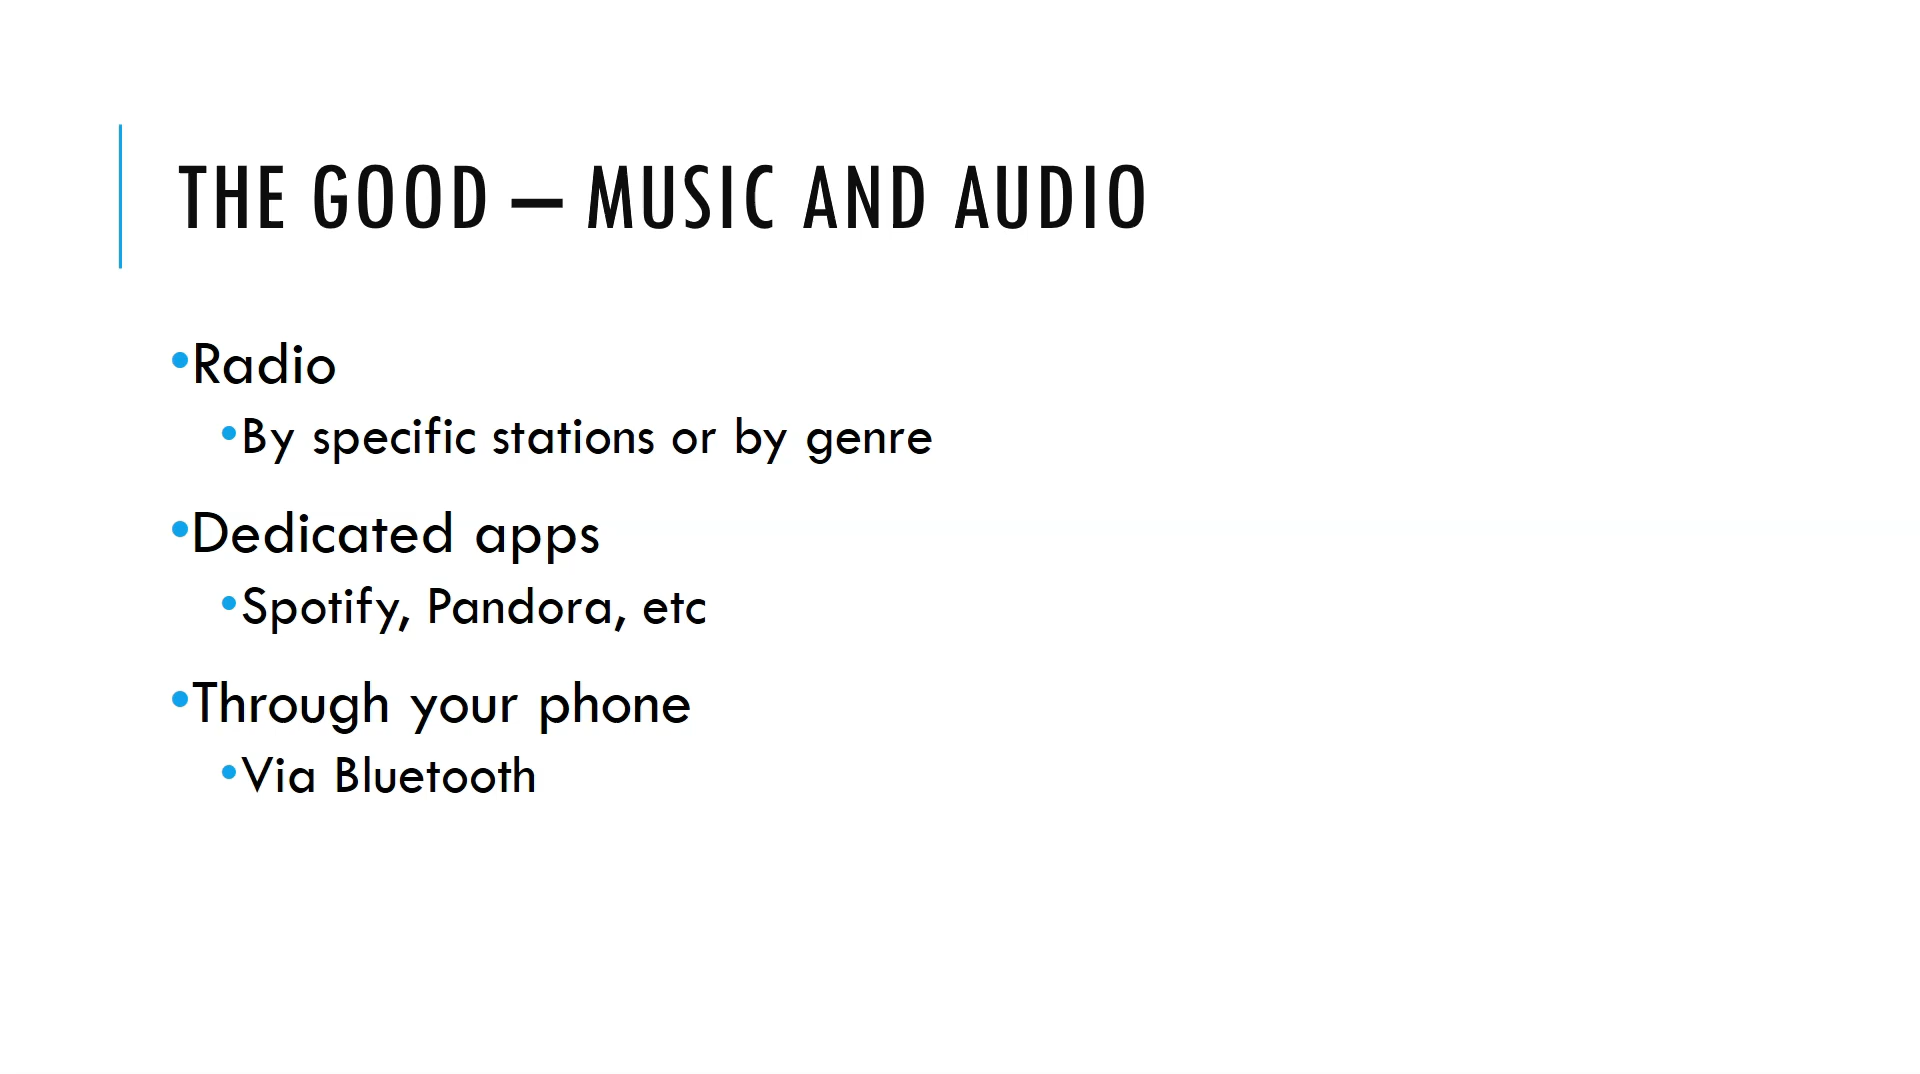 THE GOOD – MUSIC AND AUDIO
•Radio
•By specific stations or by genre
•Dedicated apps
•Spotify, Pandora, etc
•Through your phone
•Via Bluetooth